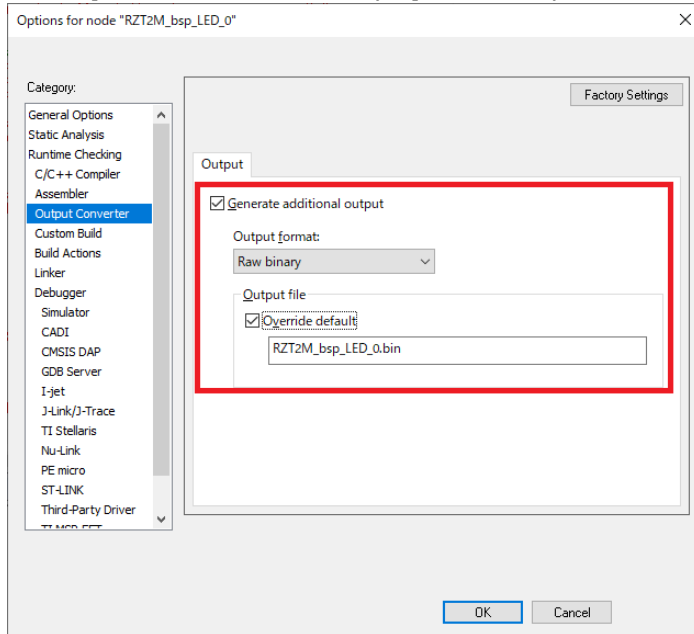 Options for node "RZT2M_bsp_LED_0"
Category:
Factory Settings
General Options
Static Analysis
Runtime Checking
C/C++ Compiler
Assembler
Output Converter
Custom Build
Build Actions
Linker
Debugger
Simulator
CADI
CMSIS DAP
GDB Server
I-jet
J-Link/J-Trace
TI Stellaris
Nu-Link
PE micro
ST-LINK
Third-Party Driver
Output
Generate additional output
Output format:
Raw binary
Output file
Override default
RZT2M_bsp_LED_0.bin
OK
Cancel